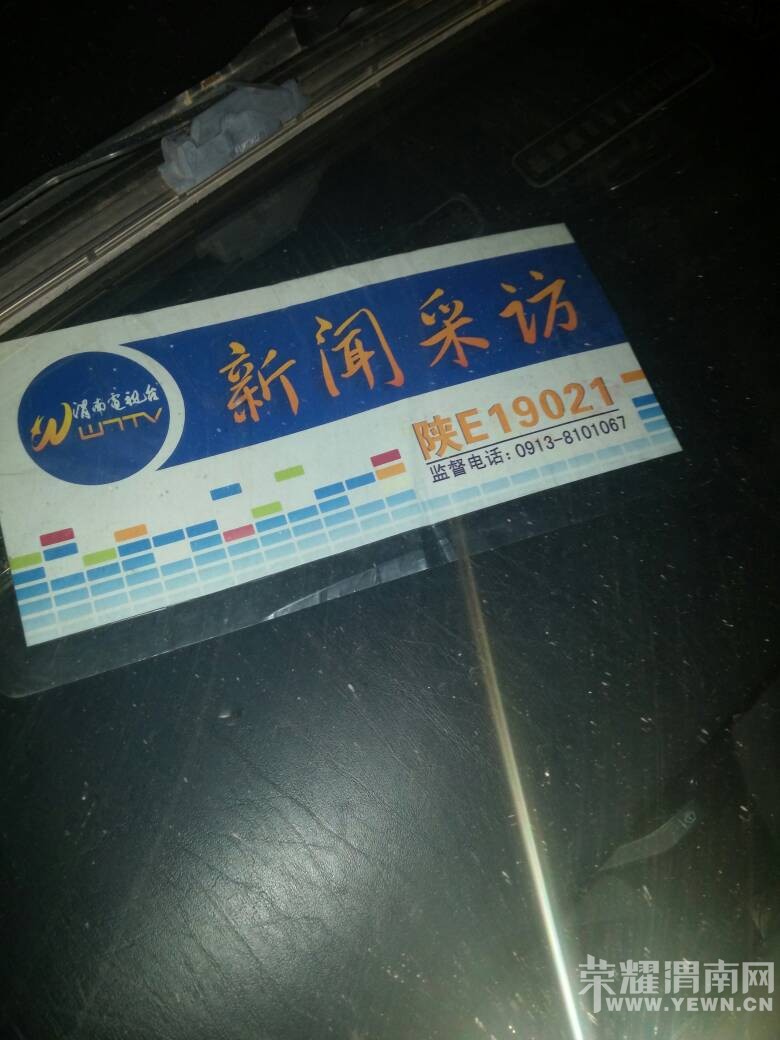 新闻采访
渭南電视台
WNTV
陕E19021
监督电话:0913-8101067
荣耀渭南网
WWW.YEWN.CN